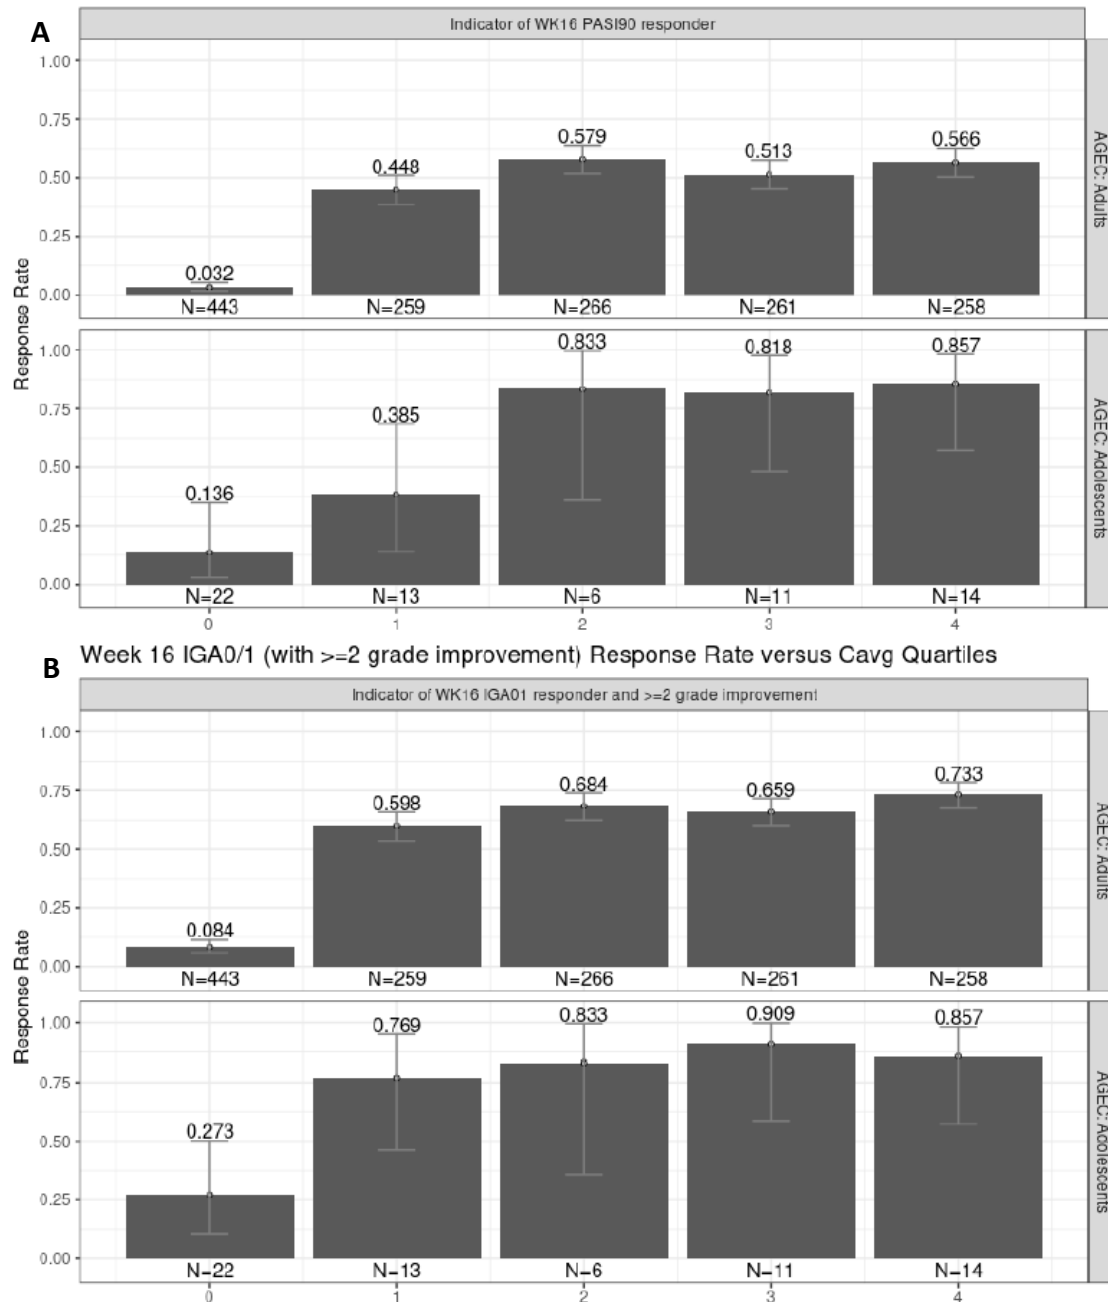 A
Indicator of WK16 PASI90 responder
Response Rate
1.00
0.75
0.50
0.25
0.00
0.032
0.448
0.579
0.513
0.566
N=443
N=259
N=266
N=261
N=258
AGEC: Adults
1.00
0.75
0.50
0.25
0.00
0.136
0.385
0.833
0.818
0.857
N=22
N=13
N=6
N=11
N=14
AGEC: Adolescents
0
1
2
3
4
B
Week 16 IGA0/1 (with >=2 grade improvement) Response Rate versus Cavg Quartiles
Indicator of WK16 IGA01 responder and >=2 grade improvement
Response Rate
1.00
0.75
0.50
0.25
0.00
0.084
0.598
0.684
0.659
0.733
N=443
N=259
N=266
N=261
N=258
AGEC: Adults
1.00
0.75
0.50
0.25
0.00
0.273
0.769
0.833
0.909
0.857
N=22
N=13
N=6
N=11
N=14
AGEC: Adolescents
0
1
2
3
4